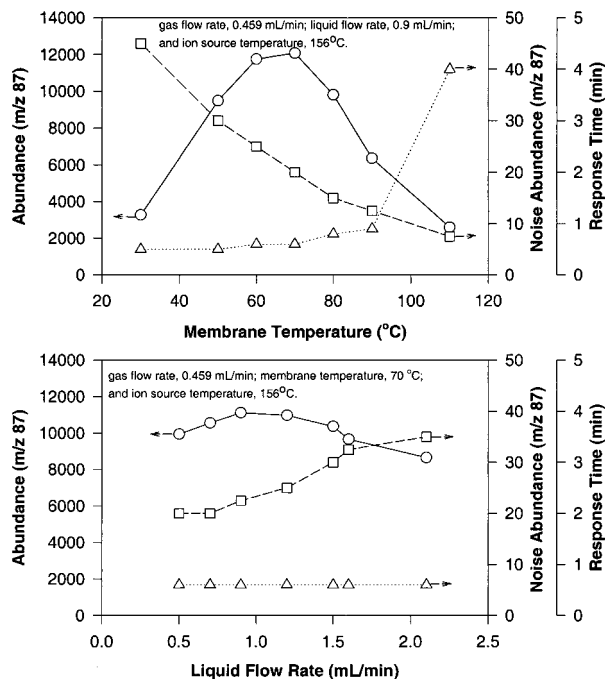 gas flow rate, 0.459 mL/min; liquid flow rate, 0.9 mL/min;
and ion source temperature, 156°C.
Abundance (m/z 87)
14000
12000
10000
8000
6000
4000
2000
0
20 40 60 80 100 120
Membrane Temperature (°C)
50
40
30
20
10
0
Noise Abundance (m/z 87)
5
4
3
2
1
0
Response Time (min)
gas flow rate, 0.459 mL/min; membrane temperature, 70 °C;
and ion source temperature, 156°C.
Abundance (m/z 87)
14000
12000
10000
8000
6000
4000
2000
0
0.0 0.5 1.0 1.5 2.0 2.5
Liquid Flow Rate (mL/min)
50
40
30
20
10
0
Noise Abundance (m/z 87)
5
4
3
2
1
0
Response Time (min)